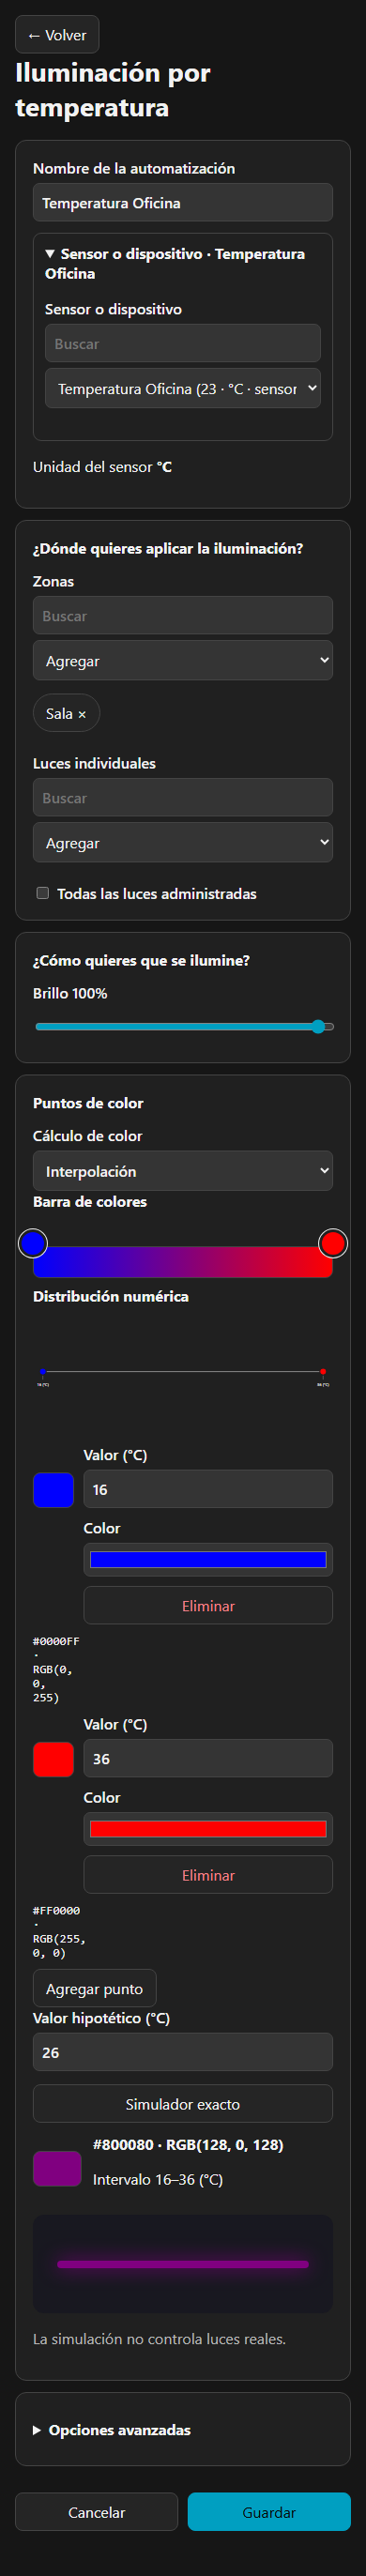 ← Volver
Iluminación por
temperatura
Nombre de la automatización
Temperatura Oficina
▼ Sensor o dispositivo · Temperatura
Oficina
Sensor o dispositivo
Buscar
Temperatura Oficina (23 · °C · sensor
Unidad del sensor °C
¿Dónde quieres aplicar la iluminación?
Zonas
Buscar
Agregar
Sala ×
Luces individuales
Buscar
Agregar
Todas las luces administradas
¿Cómo quieres que se ilumine?
Brillo 100%
Puntos de color
Cálculo de color
Interpolación
Barra de colores
Distribución numérica
16 (°C)
36 (°C)
Valor (°C)
16
Color
Eliminar
#0000FF
·
RGB(0,
0,
255)
Valor (°C)
36
Color
Eliminar
#FF0000
·
RGB(255,
0, 0)
Agregar punto
Valor hipotético (°C)
26
Simulador exacto
#800080 · RGB(128, 0, 128)
Intervalo 16–36 (°C)
La simulación no controla luces reales.
▶ Opciones avanzadas
Cancelar
Guardar